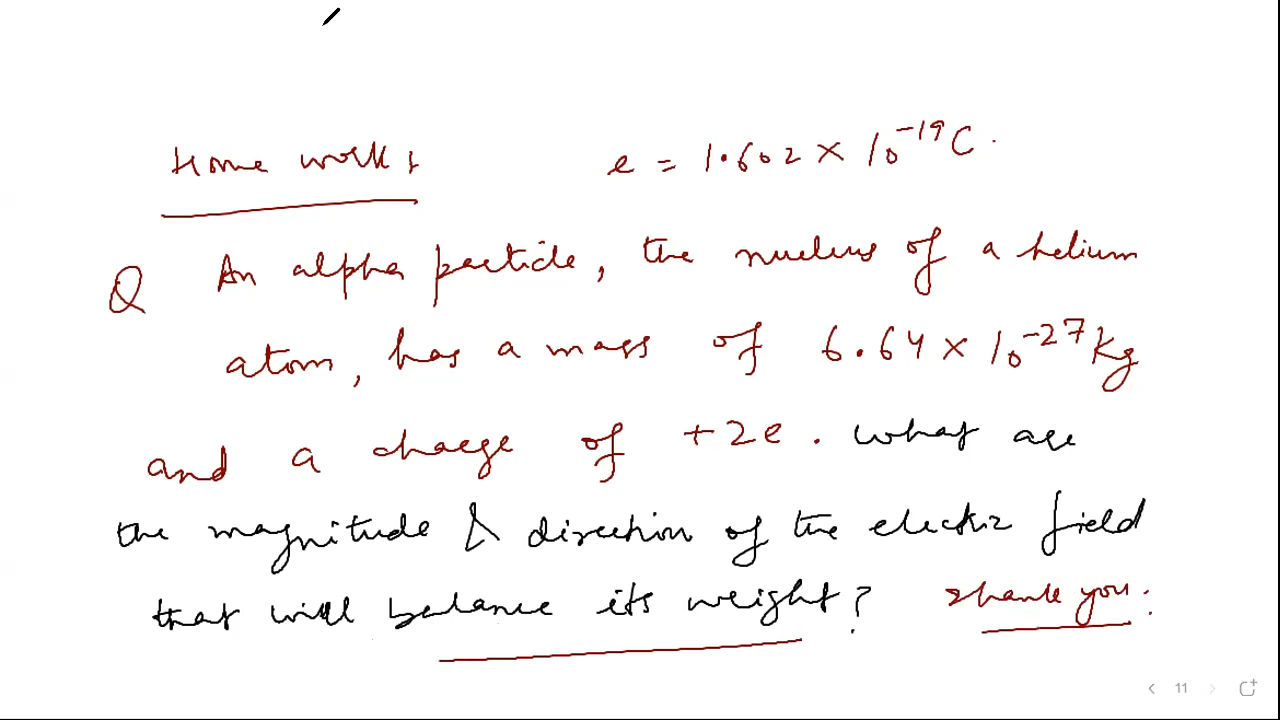 Home work :
e = 1.602 × 10⁻¹⁹ C.
Q An alpha particle, the nucleus of a helium
atom, has a mass of 6.64 × 10⁻²⁷ Kg
and a charge of +2e. What are
the magnitude & direction of the electric field
that will balance its weight? Thank you.
11